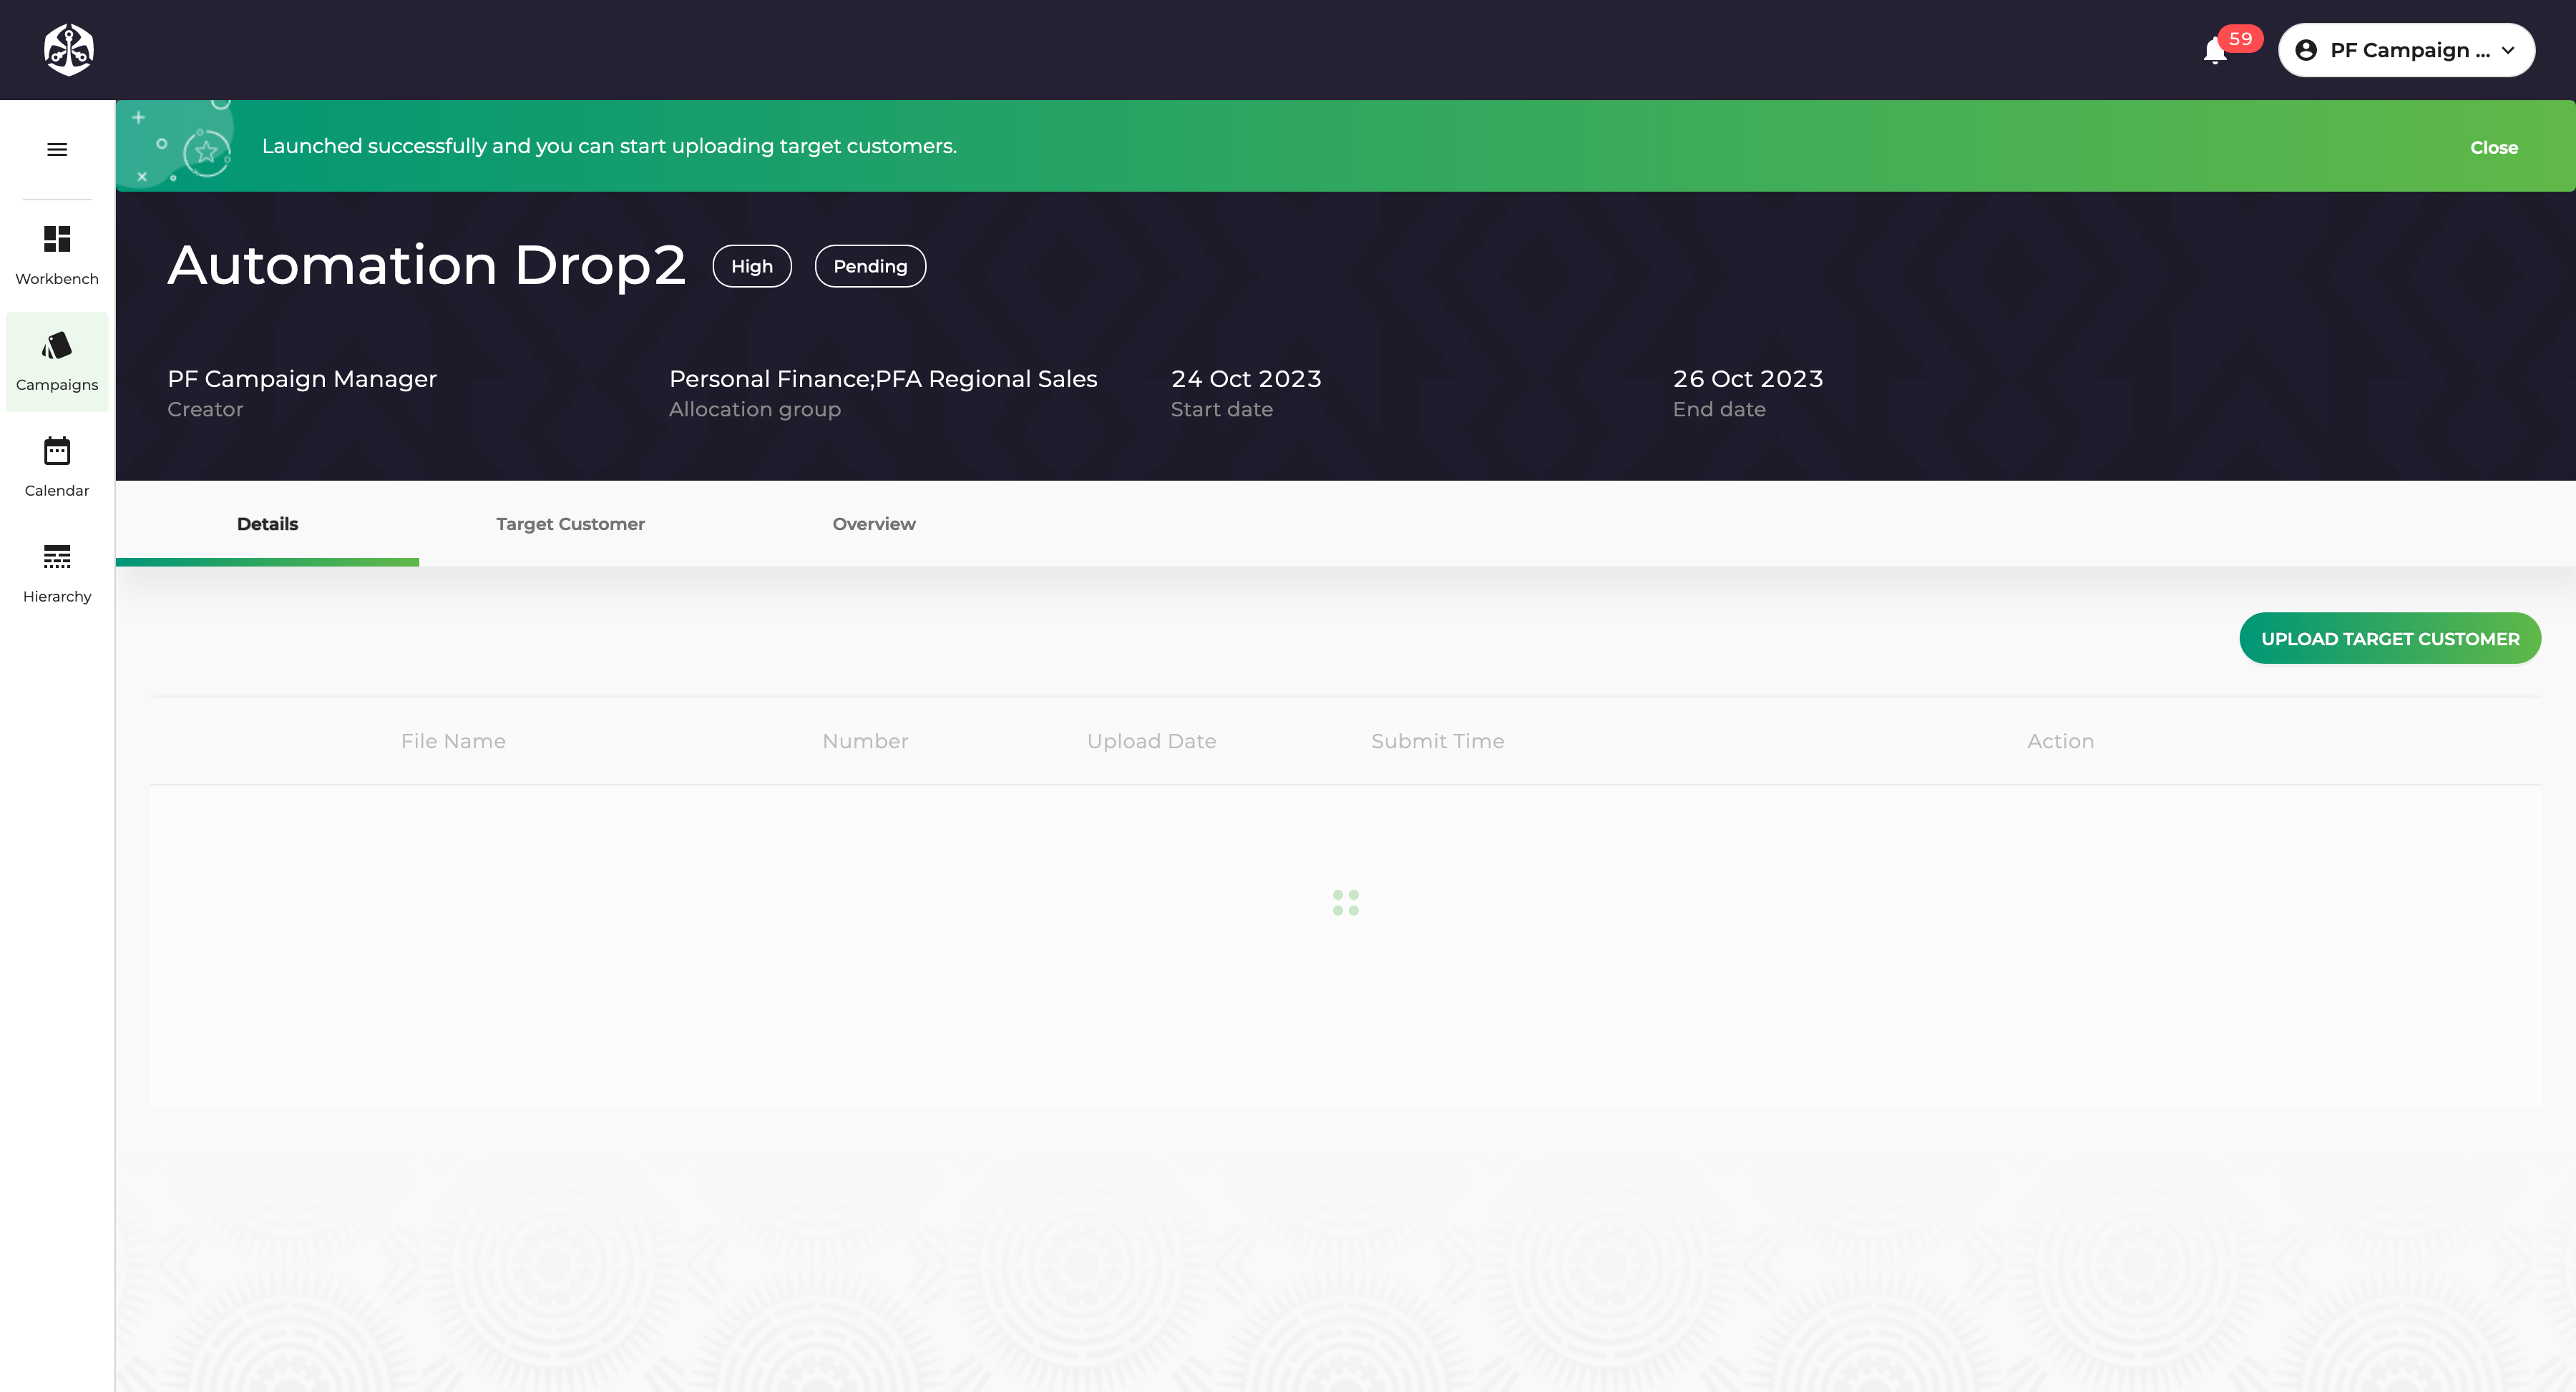 59
PF Campaign ...
Launched successfully and you can start uploading target customers.
Close
Workbench
Campaigns
Calendar
Hierarchy
Automation Drop2
High
Pending
PF Campaign Manager
Creator
Personal Finance;PFA Regional Sales
Allocation group
24 Oct 2023
Start date
26 Oct 2023
End date
Details
Target Customer
Overview
UPLOAD TARGET CUSTOMER
File Name
Number
Upload Date
Submit Time
Action